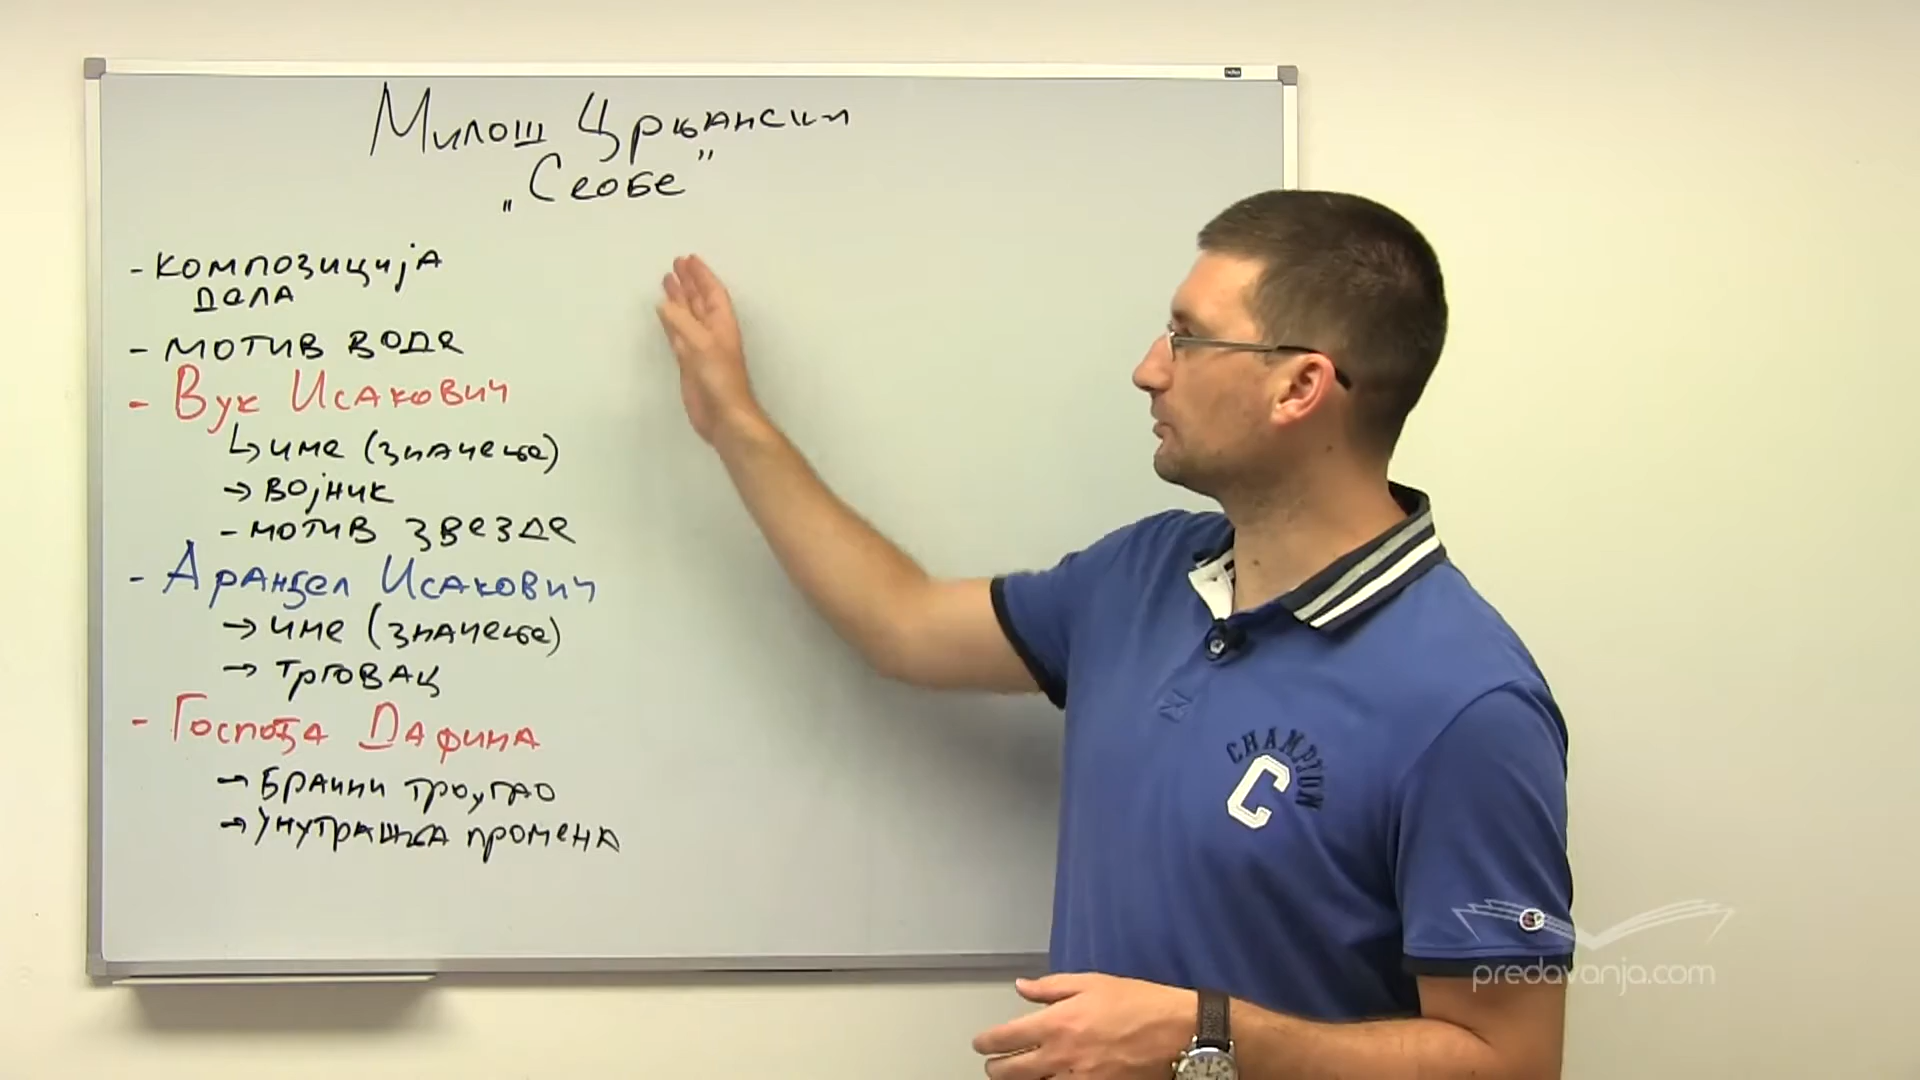 Милош Црњански
„Сеобе”
- композиција
дела
- мотив воде
- Вук Исакович
↳ име (значење)
→ војник
- мотив звезде
- Аранђел Исакович
→ име (значење)
→ трговац
- Госпођа Дафина
→ брачни троугао
→ унутрашња промена
CHAMPION
C
predavanja.com